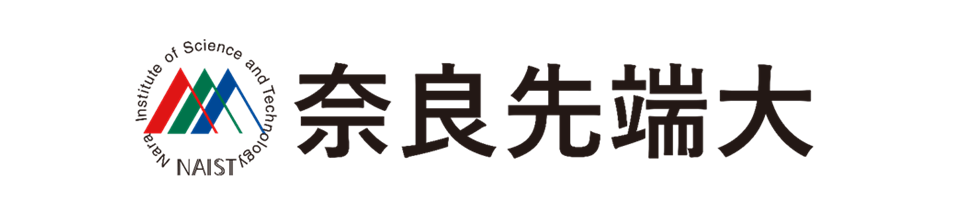 Nara Institute of Science and Technology
NAIST
奈良先端大